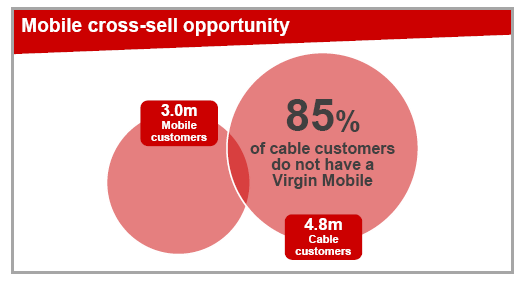 Mobile cross-sell opportunity
3.0m
Mobile
customers
85%
of cable customers
do not have a
Virgin Mobile
4.8m
Cable
customers